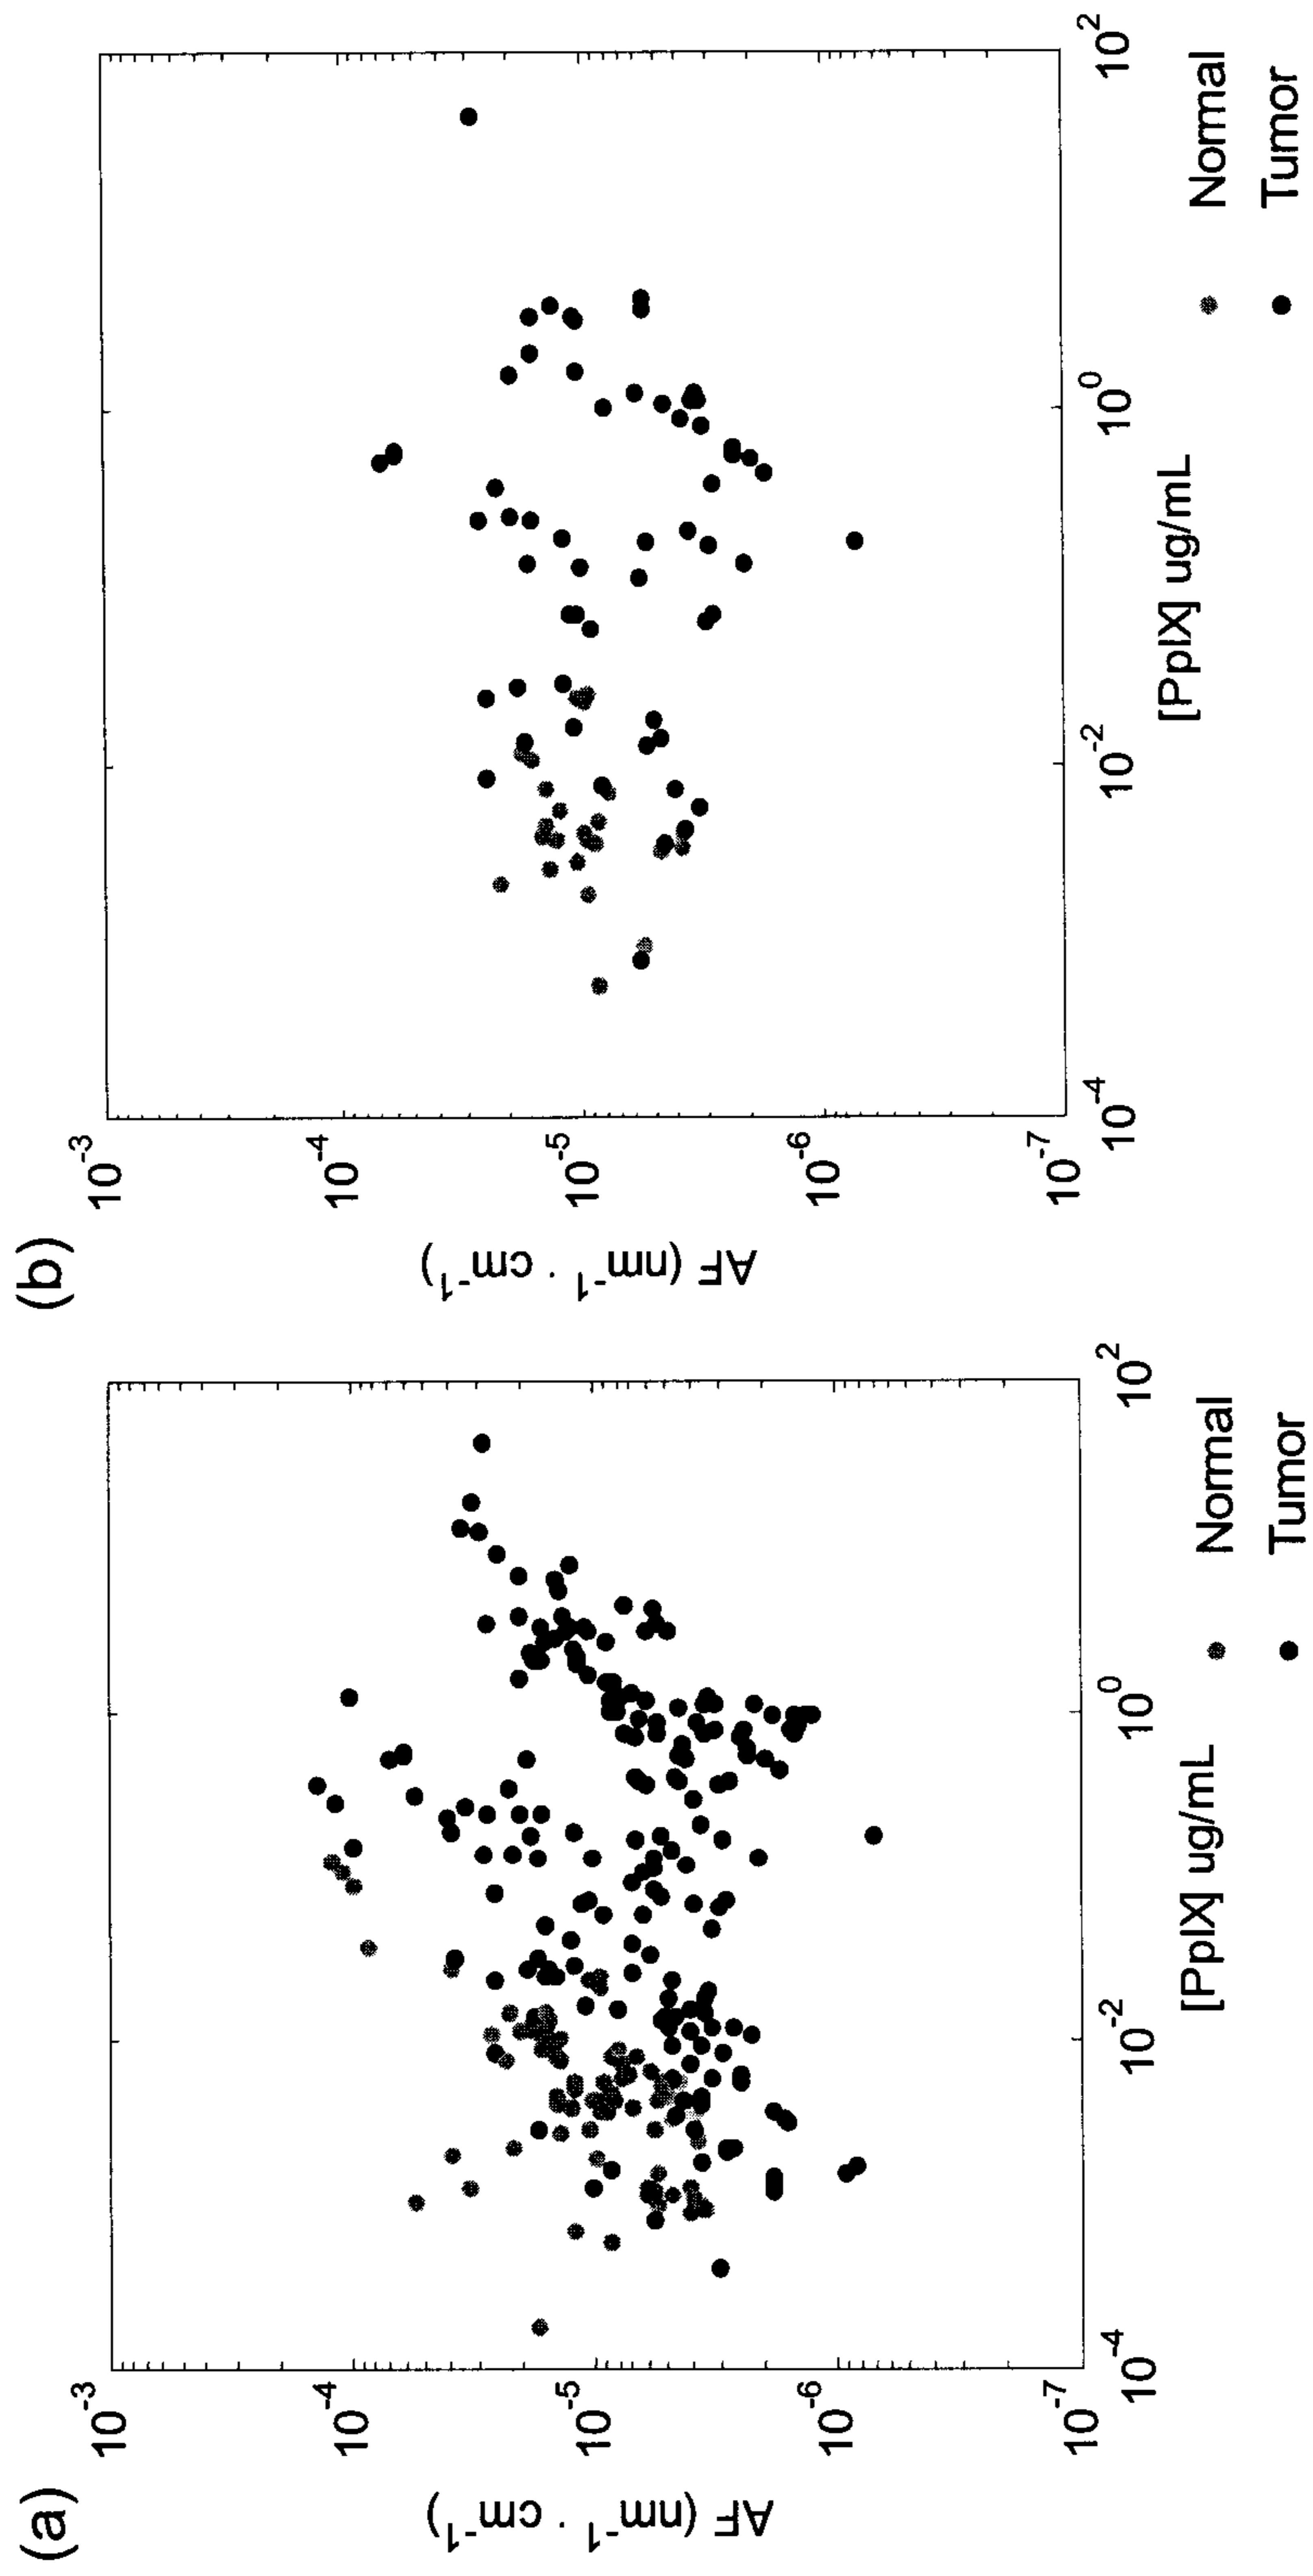 (a)
10-3
10-4
10-5
10-6
10-7
AF (nm-1 · cm-1)
10-4
10-2
100
102
[PpIX] ug/mL
Normal
Tumor
(b)
10-3
10-4
10-5
10-6
10-7
AF (nm-1 · cm-1)
10-4
10-2
100
102
[PpIX] ug/mL
Normal
Tumor